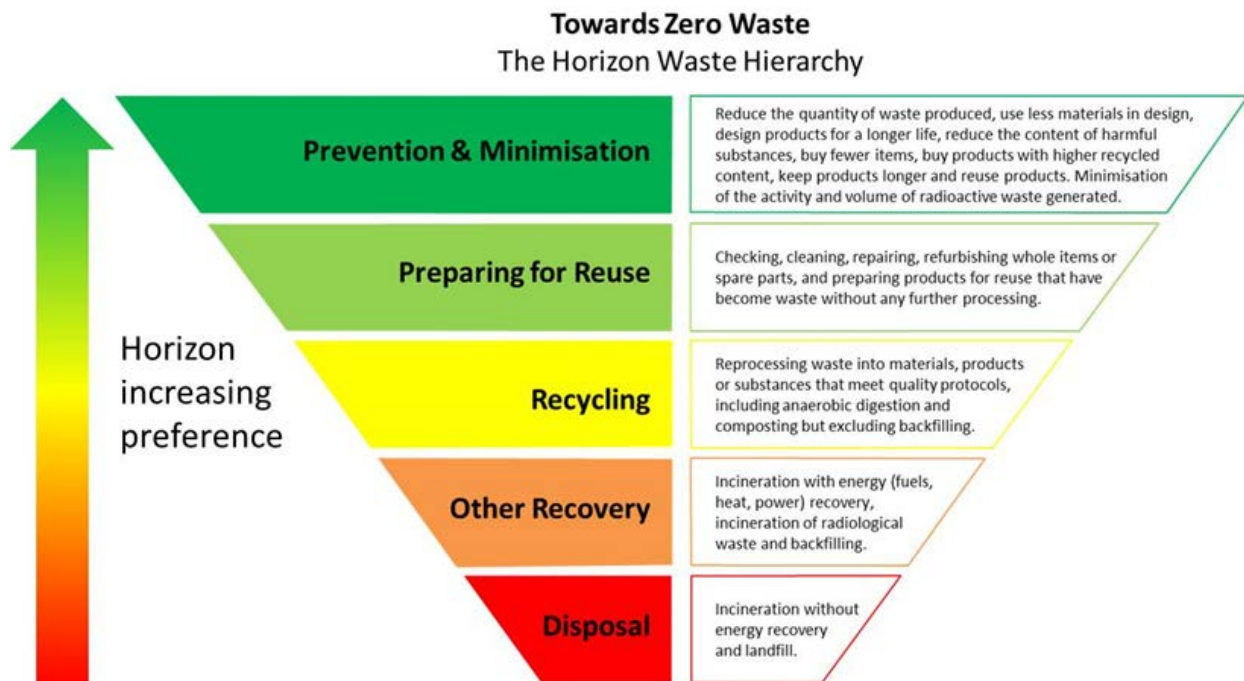 Towards Zero Waste
The Horizon Waste Hierarchy
Horizon
increasing
preference
Prevention & Minimisation
Reduce the quantity of waste produced, use less materials in design,
design products for a longer life, reduce the content of harmful
substances, buy fewer items, buy products with higher recycled
content, keep products longer and reuse products. Minimisation
of the activity and volume of radioactive waste generated.
Preparing for Reuse
Checking, cleaning, repairing, refurbishing whole items or
spare parts, and preparing products for reuse that have
become waste without any further processing.
Recycling
Reprocessing waste into materials, products
or substances that meet quality protocols,
including anaerobic digestion and
composting but excluding backfilling.
Other Recovery
Incineration with energy (fuels,
heat, power) recovery,
incineration of radiological
waste and backfilling.
Disposal
Incineration without
energy recovery
and landfill.